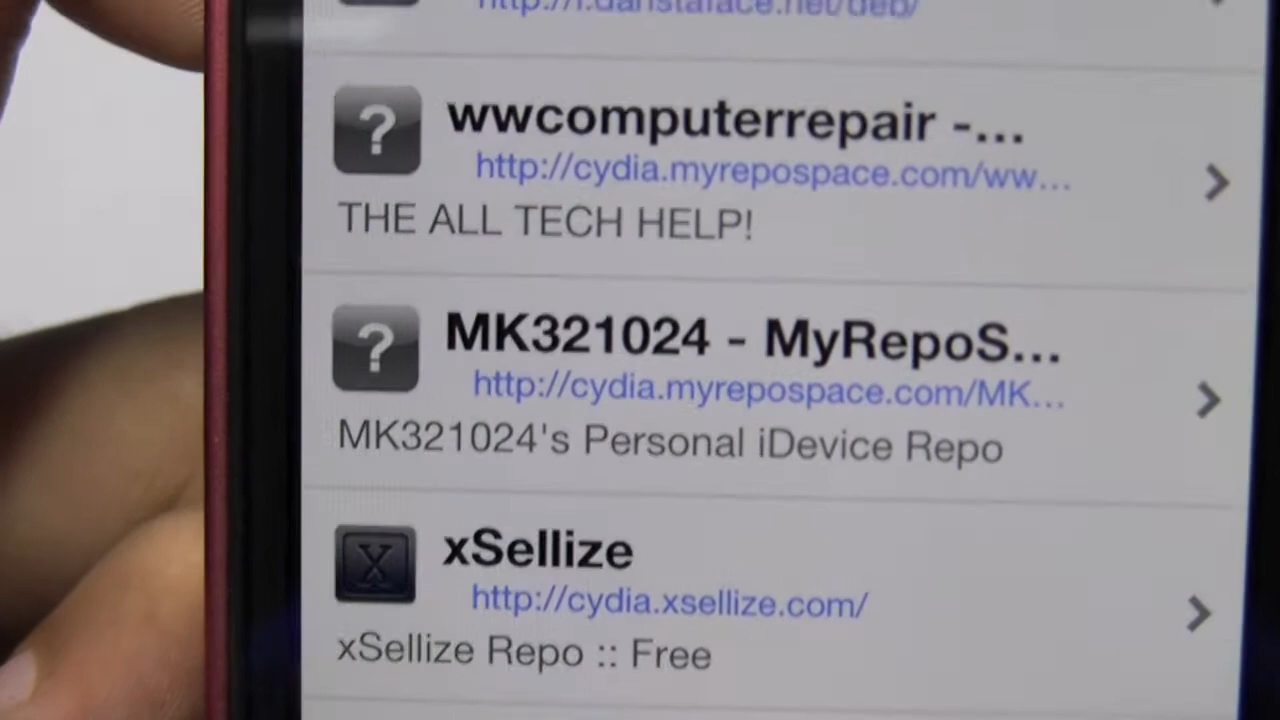 wwcomputerrepair -...
http://cydia.myrepospace.com/ww...
THE ALL TECH HELP!
MK321024 - MyRepoS...
http://cydia.myrepospace.com/MK...
MK321024's Personal iDevice Repo
X
xSellize
http://cydia.xsellize.com/
xSellize Repo :: Free